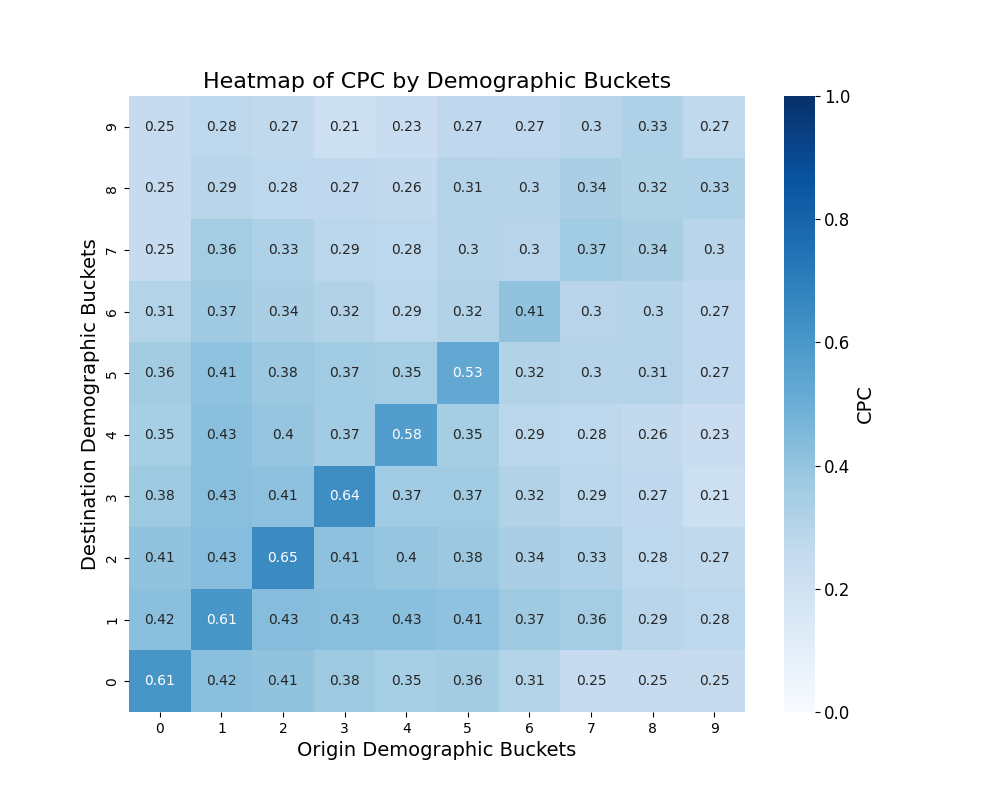 Heatmap of CPC by Demographic Buckets
9 0.25 0.28 0.27 0.21 0.23 0.27 0.27 0.3 0.33 0.27
8 0.25 0.29 0.28 0.27 0.26 0.31 0.3 0.34 0.32 0.33
7 0.25 0.36 0.33 0.29 0.28 0.3 0.3 0.37 0.34 0.3
6 0.31 0.37 0.34 0.32 0.29 0.32 0.41 0.3 0.3 0.27
5 0.36 0.41 0.38 0.37 0.35 0.53 0.32 0.3 0.31 0.27
4 0.35 0.43 0.4 0.37 0.58 0.35 0.29 0.28 0.26 0.23
3 0.38 0.43 0.41 0.64 0.37 0.37 0.32 0.29 0.27 0.21
2 0.41 0.43 0.65 0.41 0.4 0.38 0.34 0.33 0.28 0.27
1 0.42 0.61 0.43 0.43 0.43 0.41 0.37 0.36 0.29 0.28
0 0.61 0.42 0.41 0.38 0.35 0.36 0.31 0.25 0.25 0.25
0 1 2 3 4 5 6 7 8 9
Origin Demographic Buckets
Destination Demographic Buckets
1.0
0.8
0.6
0.4
0.2
0.0
CPC